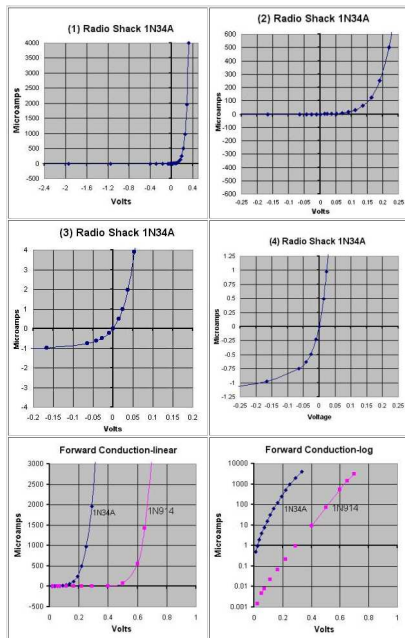 (1) Radio Shack 1N34A
Microamps
4000
3500
3000
2500
2000
1500
1000
500
0
-500
-2.4 -2 -1.6 -1.2 -0.8 -0.4 0 0.4
Volts
(2) Radio Shack 1N34A
Microamps
600
500
400
300
200
100
0
-100
-200
-300
-400
-500
-600
-0.25 -0.2 -0.15 -0.1 -0.05 0 0.05 0.1 0.15 0.2 0.25
Volts
(3) Radio Shack 1N34A
Microamps
4
3
2
1
0
-1
-2
-3
-4
-0.2 -0.15 -0.1 -0.05 0 0.05 0.1 0.15 0.2
Volts
(4) Radio Shack 1N34A
Microamps
1.25
1
0.75
0.5
0.25
0
-0.25
-0.5
-0.75
-1
-1.25
-0.25 -0.2 -0.15 -0.1 -0.05 0 0.05 0.1 0.15 0.2 0.25
Voltage
Forward Conduction-linear
Microamps
3000
2500
2000
1500
1000
500
0
-500
1N34A
1N914
0 0.2 0.4 0.6 0.8 1
Volts
Forward Conduction-log
Microamps
10000
1000
100
10
1
0.1
0.01
0.001
1N34A
1N914
0 0.2 0.4 0.6 0.8 1
Volts